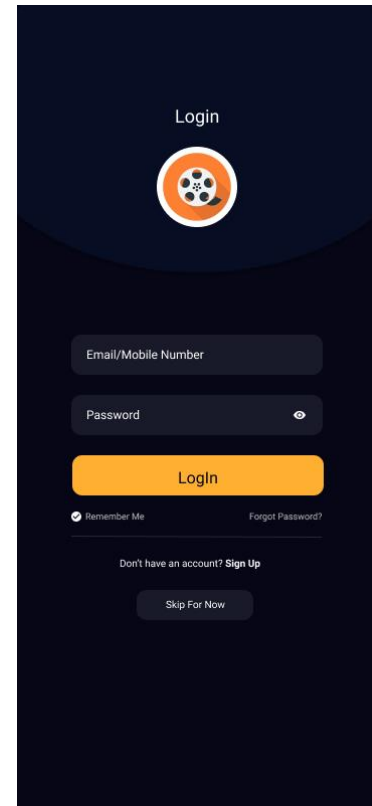 Login
Email/Mobile Number
Password
LogIn
Remember Me Forgot Password?
Don't have an account? Sign Up
Skip For Now